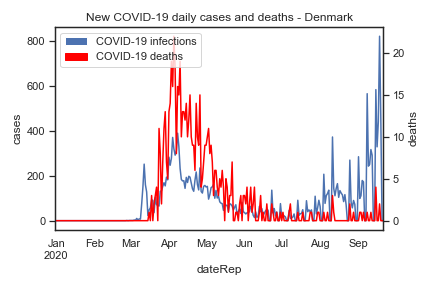 New COVID-19 daily cases and deaths - Denmark
COVID-19 infections
COVID-19 deaths
800
600
400
200
0
cases
20
15
10
5
0
deaths
Jan Feb Mar Apr May Jun Jul Aug Sep
2020
dateRep